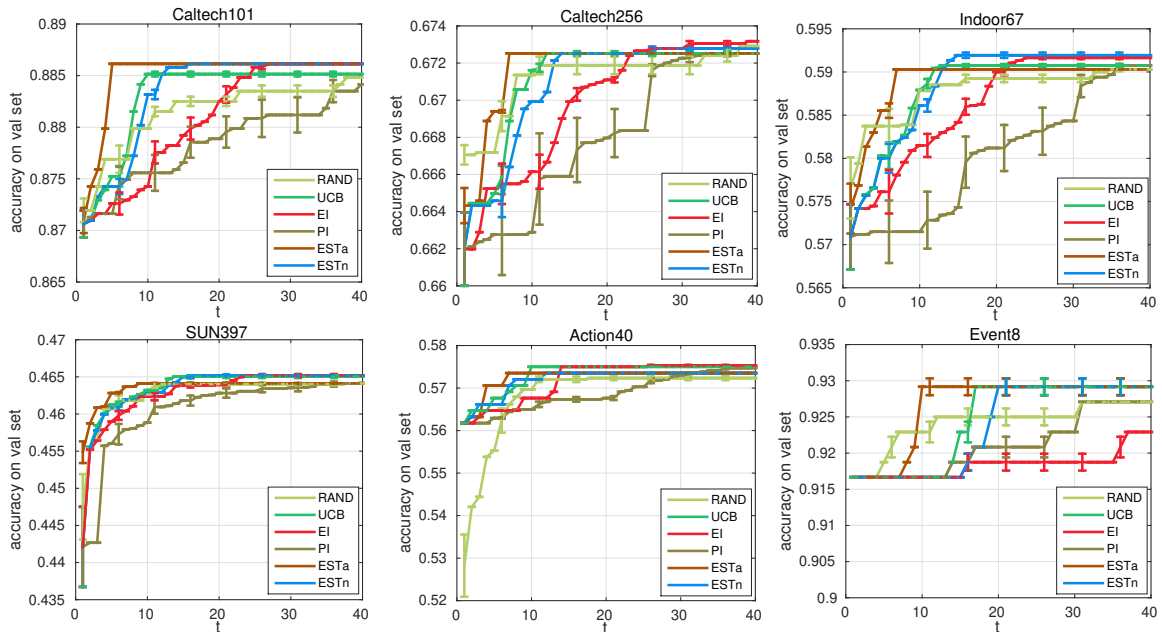 Caltech101
accuracy on val set
0.89
0.885
0.88
0.875
0.87
0.865
0 10 20 30 40
t
RAND
UCB
EI
PI
ESTa
ESTn
Caltech256
accuracy on val set
0.674
0.672
0.67
0.668
0.666
0.664
0.662
0.66
0 10 20 30 40
t
RAND
UCB
EI
PI
ESTa
ESTn
Indoor67
accuracy on val set
0.595
0.59
0.585
0.58
0.575
0.57
0.565
0 10 20 30 40
t
RAND
UCB
EI
PI
ESTa
ESTn
SUN397
accuracy on val set
0.47
0.465
0.46
0.455
0.45
0.445
0.44
0.435
0 10 20 30 40
t
RAND
UCB
EI
PI
ESTa
ESTn
Action40
accuracy on val set
0.58
0.57
0.56
0.55
0.54
0.53
0.52
0 10 20 30 40
t
RAND
UCB
EI
PI
ESTa
ESTn
Event8
accuracy on val set
0.935
0.93
0.925
0.92
0.915
0.91
0.905
0.9
0 10 20 30 40
t
RAND
UCB
EI
PI
ESTa
ESTn